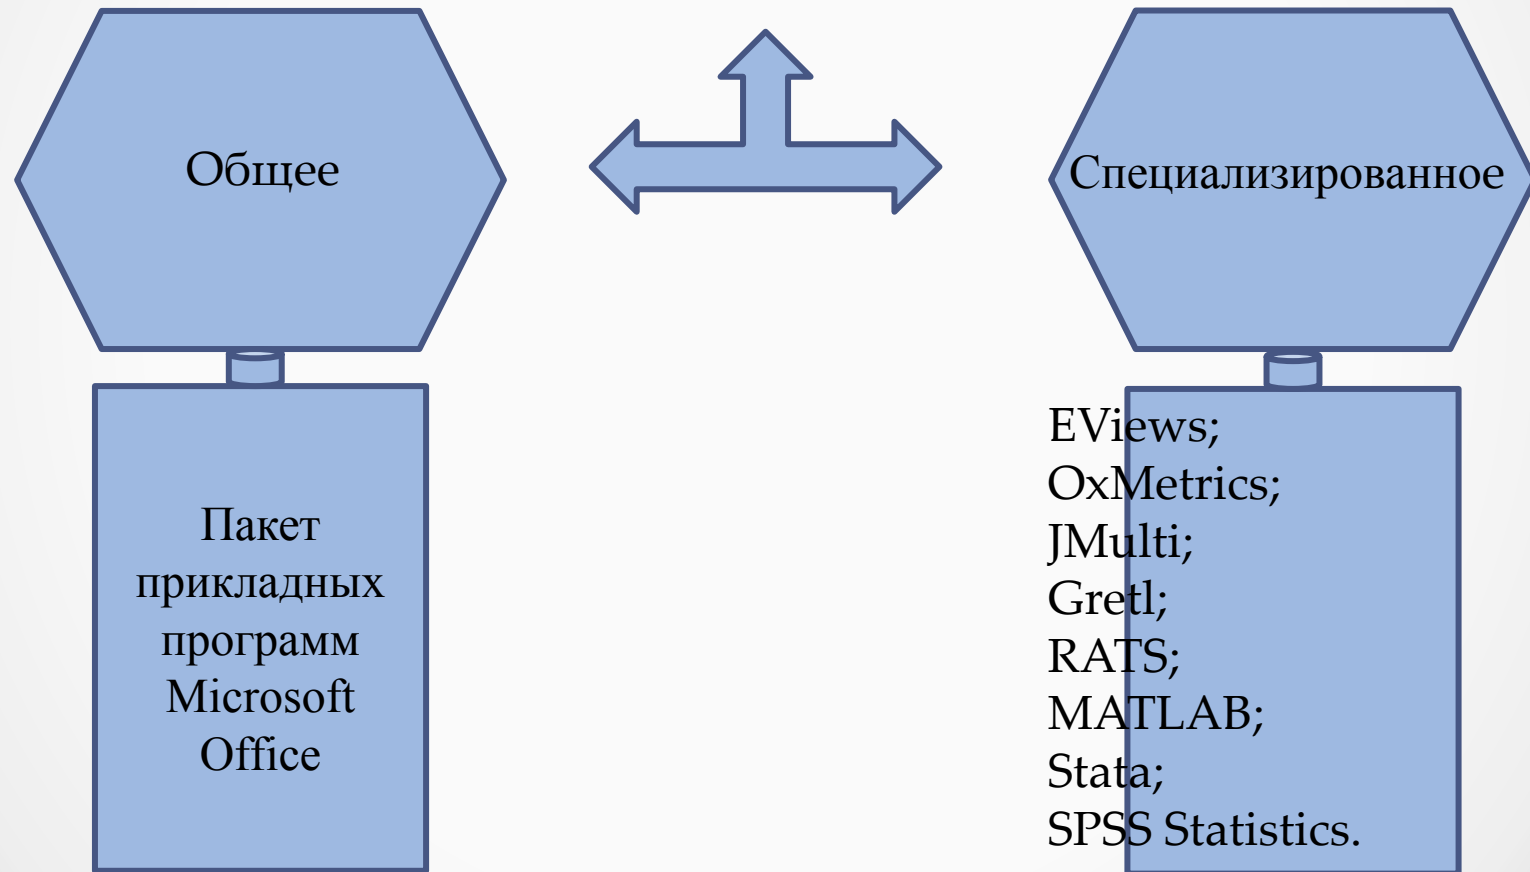 Общее
Специализированное
Пакет
прикладных
программ
Microsoft
Office
EViews;
OxMetrics;
JMulti;
Gretl;
RATS;
MATLAB;
Stata;
SPSS Statistics.